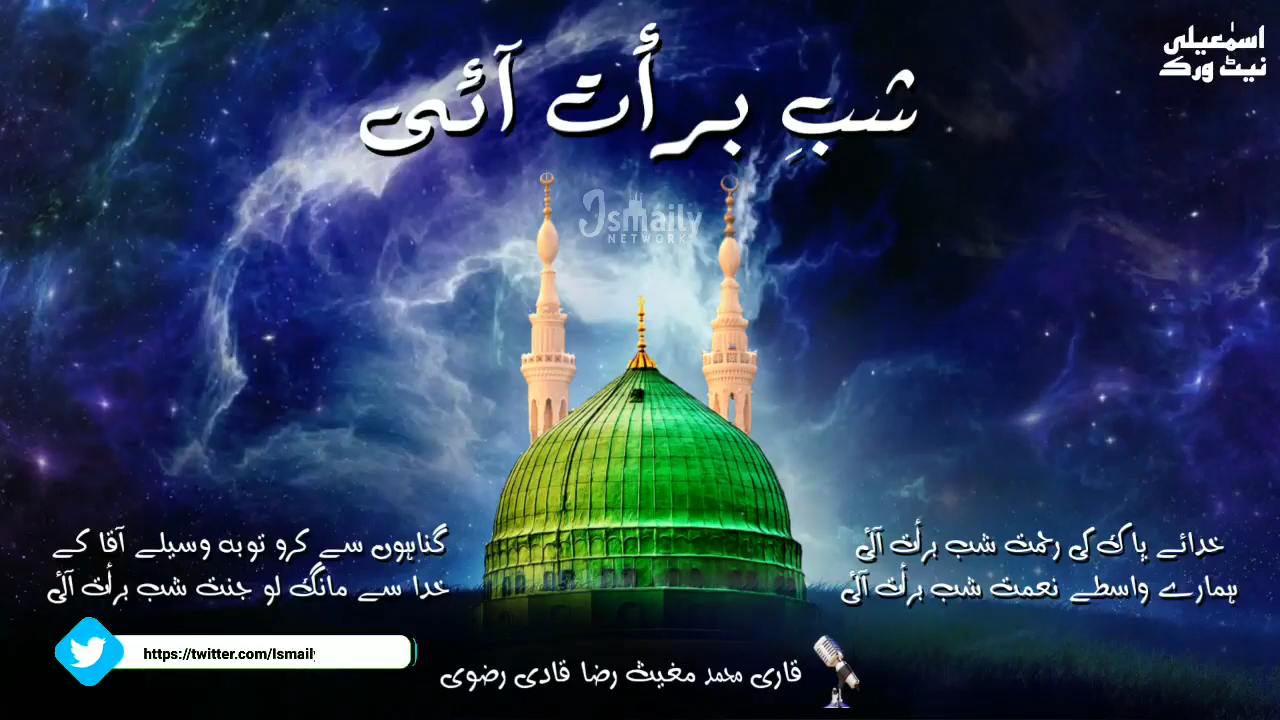 اسمٰعیلی
نیٹ ورک
شبِ برأت آئی
Ismaily
NETWORK
خدائے پاک کی رحمت شب برأت آئی
ہمارے واسطے نعمت شب برأت آئی
گناہوں سے کرو توبہ وسیلے آقا کے
خدا سے مانگ لو جنت شب برأت آئی
https://twitter.com/Ismaily
قاری محمد مغیث رضا قادی رضوی